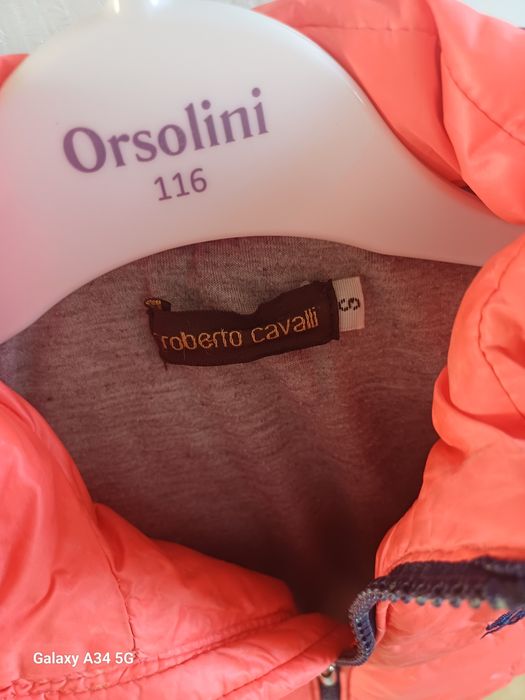 Orsolini
116
roberto cavalli
S
Galaxy A34 5G